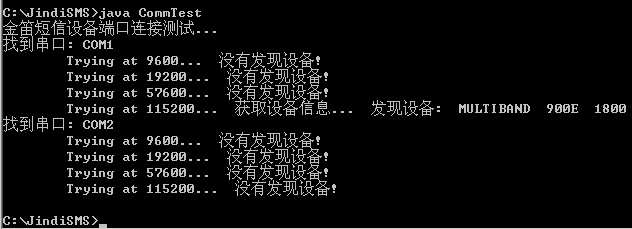 C:\JindiSMS>java CommTest
金笛短信设备端口连接测试...
找到串口: COM1
Trying at 9600... 没有发现设备!
Trying at 19200... 没有发现设备!
Trying at 57600... 没有发现设备!
Trying at 115200... 获取设备信息... 发现设备: MULTIBAND 900E 1800
找到串口: COM2
Trying at 9600... 没有发现设备!
Trying at 19200... 没有发现设备!
Trying at 57600... 没有发现设备!
Trying at 115200... 没有发现设备!
C:\JindiSMS>_